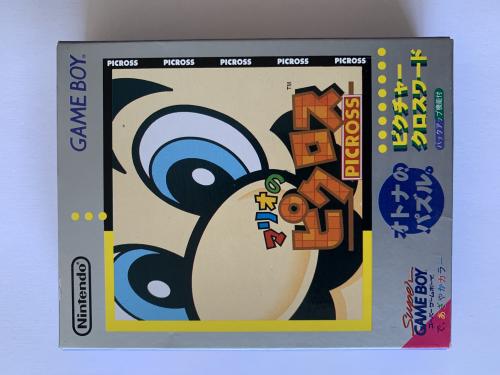 GAME BOY™
PICROSS
PICROSS
PICROSS
PICROSS
PICROSS
マリオの
ピクロス
PICROSS
™
ピクチャー
クロスワード
バックアップ機能付
オトナの
パズル。
Nintendo®
Super
GAME BOY
スーパーゲームボーイ
で、あざやかカラー